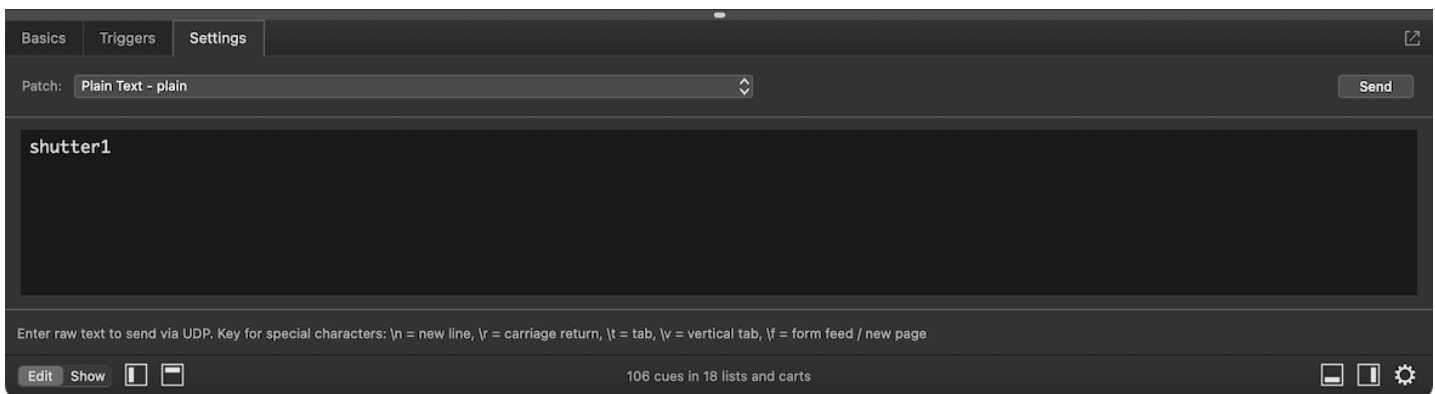 Basics Triggers Settings
Patch: Plain Text - plain Send
shutter1
Enter raw text to send via UDP. Key for special characters: \n = new line, \r = carriage return, \t = tab, \v = vertical tab, \f = form feed / new page
Edit Show 106 cues in 18 lists and carts